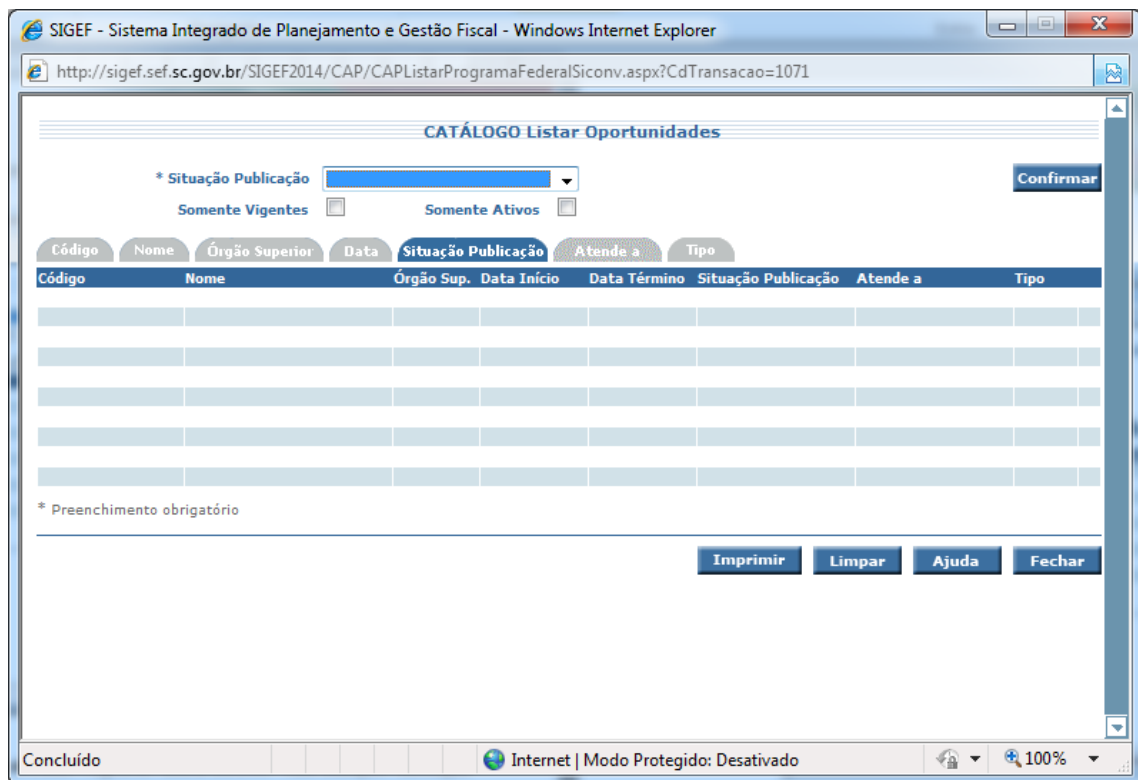 SIGEF - Sistema Integrado de Planejamento e Gestão Fiscal - Windows Internet Explorer
http://sigef.sef.sc.gov.br/SIGEF2014/CAP/CAPListarProgramaFederalSiconv.aspx?CdTransacao=1071
CATÁLOGO Listar Oportunidades
* Situação Publicação Confirmar
Somente Vigentes Somente Ativos
Código Nome Órgão Superior Data Situação Publicação Atende a Tipo
Código Nome Órgão Sup. Data Início Data Término Situação Publicação Atende a Tipo
* Preenchimento obrigatório
Imprimir Limpar Ajuda Fechar
Concluído Internet | Modo Protegido: Desativado 100%